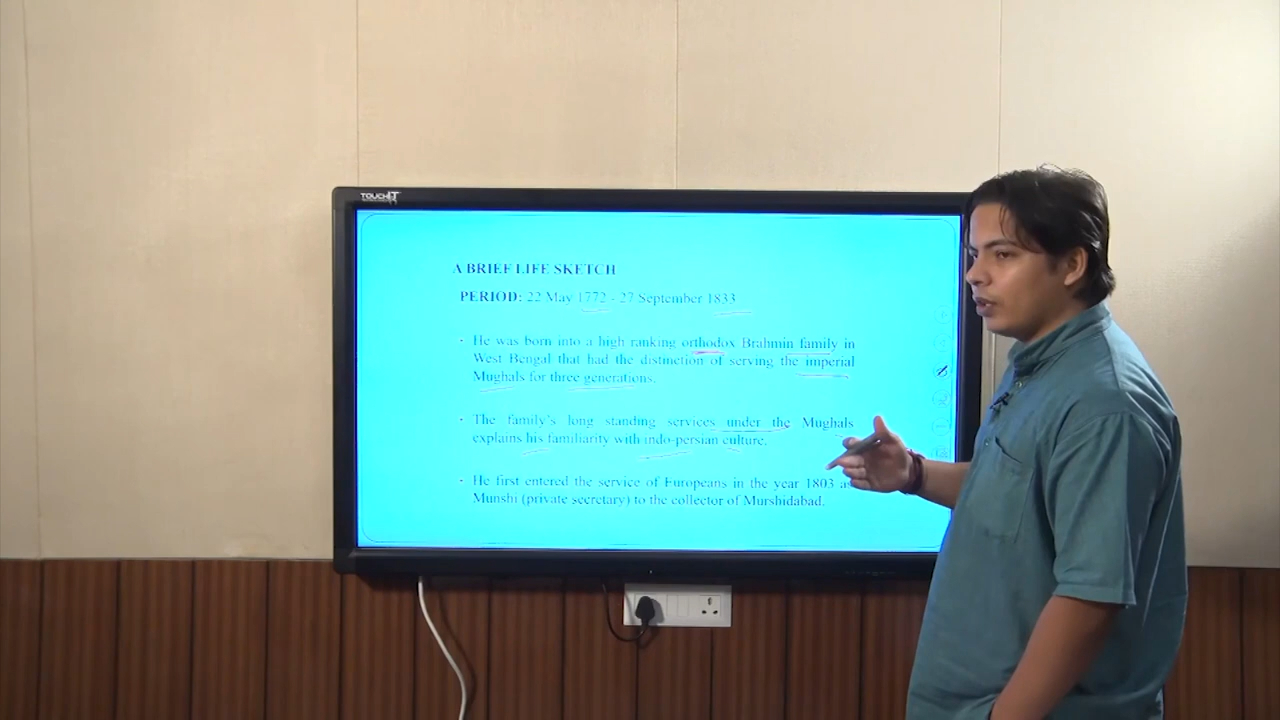 TOUCHIT
A BRIEF LIFE SKETCH
PERIOD: 22 May 1772 - 27 September 1833
• He was born into a high ranking orthodox Brahmin family in
West Bengal that had the distinction of serving the imperial
Mughals for three generations.
• The family's long standing services under the Mughals
explains his familiarity with indo-persian culture.
• He first entered the service of Europeans in the year 1803 as
Munshi (private secretary) to the collector of Murshidabad.